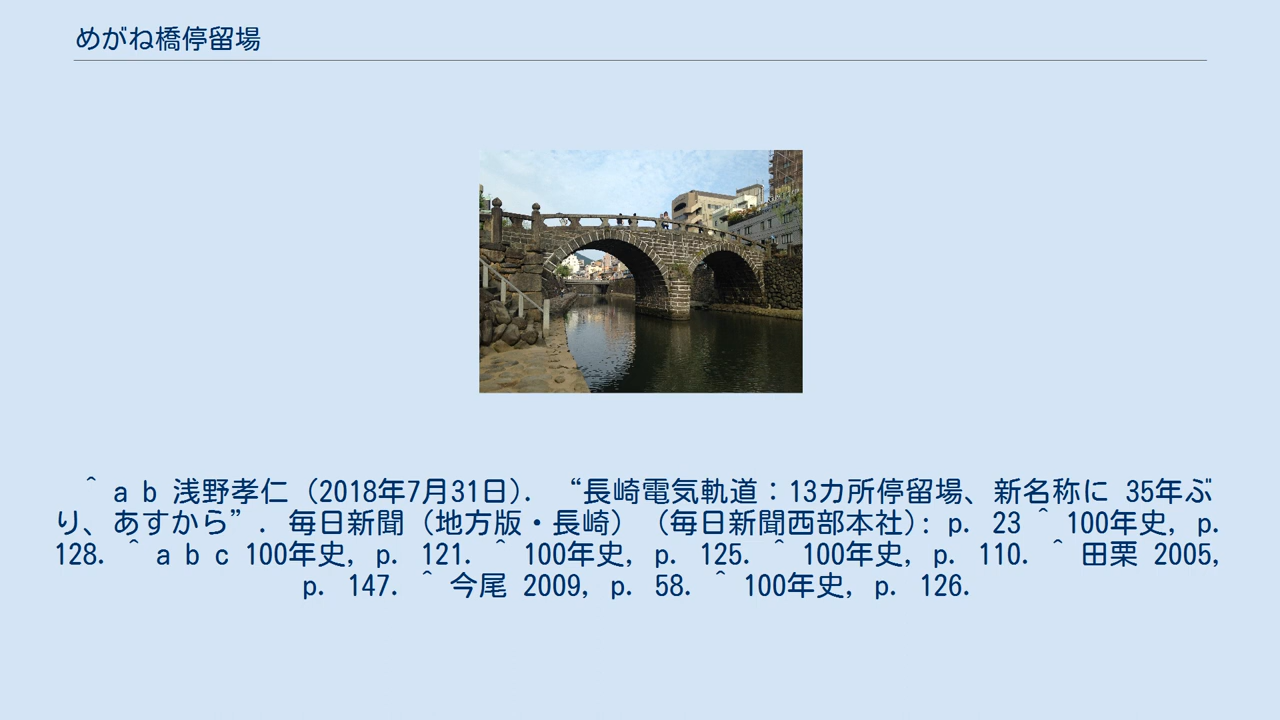 めがね橋停留場
^ a b 浅野孝仁 (2018年7月31日). “長崎電気軌道：13カ所停留場、新名称に 35年ぶ
り、あすから”. 毎日新聞 (地方版・長崎) (毎日新聞西部本社): p. 23 ^ 100年史, p.
128. ^ a b c 100年史, p. 121. ^ 100年史, p. 125. ^ 100年史, p. 110. ^ 田栗 2005,
p. 147. ^ 今尾 2009, p. 58. ^ 100年史, p. 126.